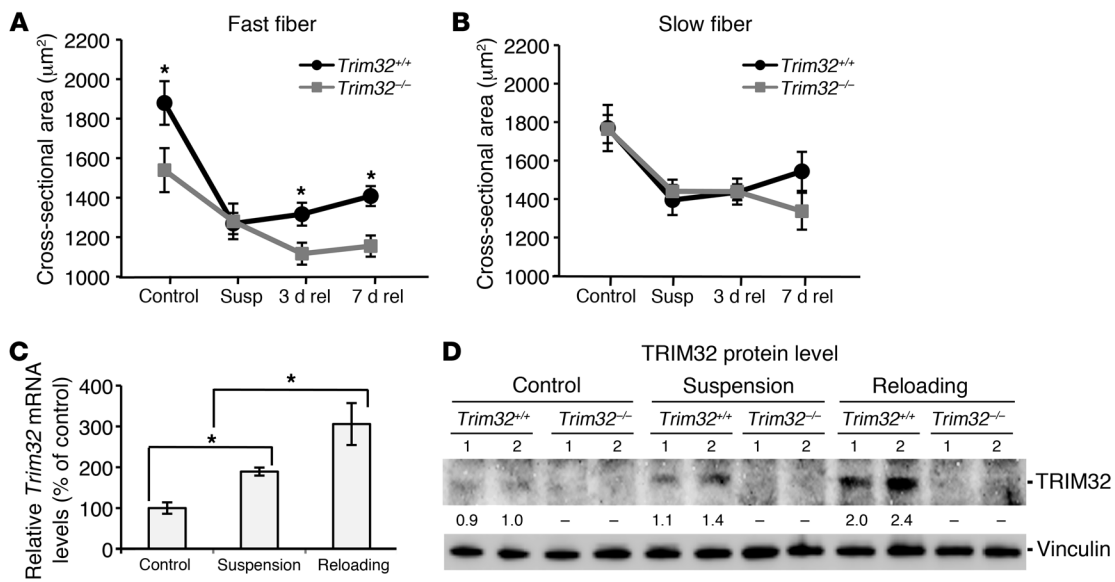 A
Fast fiber
Cross-sectional area (μm²)
2200
2000
1800
1600
1400
1200
1000
*
*
*
Trim32+/+
Trim32–/–
Control Susp 3 d rel 7 d rel
B
Slow fiber
Cross-sectional area (μm²)
2200
2000
1800
1600
1400
1200
1000
Trim32+/+
Trim32–/–
Control Susp 3 d rel 7 d rel
C
Relative Trim32 mRNA
levels (% of control)
400
300
200
100
0
*
*
Control Suspension Reloading
D
TRIM32 protein level
Control Suspension Reloading
Trim32+/+ Trim32–/– Trim32+/+ Trim32–/– Trim32+/+ Trim32–/–
1 2 1 2 1 2 1 2 1 2 1 2
-TRIM32
0.9 1.0 – – 1.1 1.4 – – 2.0 2.4 – –
-Vinculin